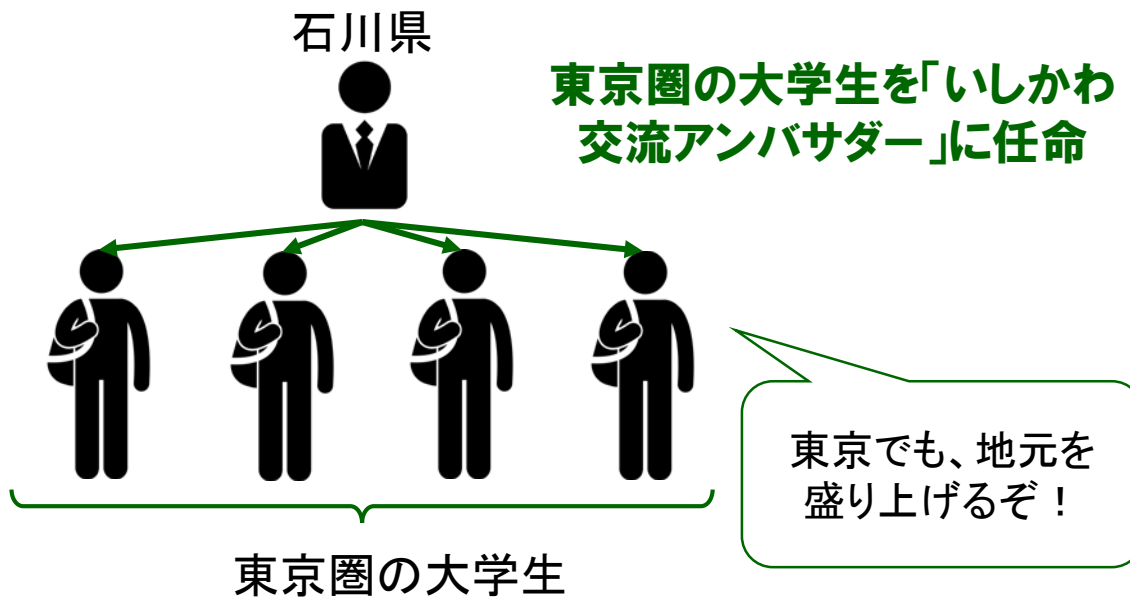 石川県
東京圏の大学生を「いしかわ
交流アンバサダー」に任命
東京でも、地元を
盛り上げるぞ！
東京圏の大学生